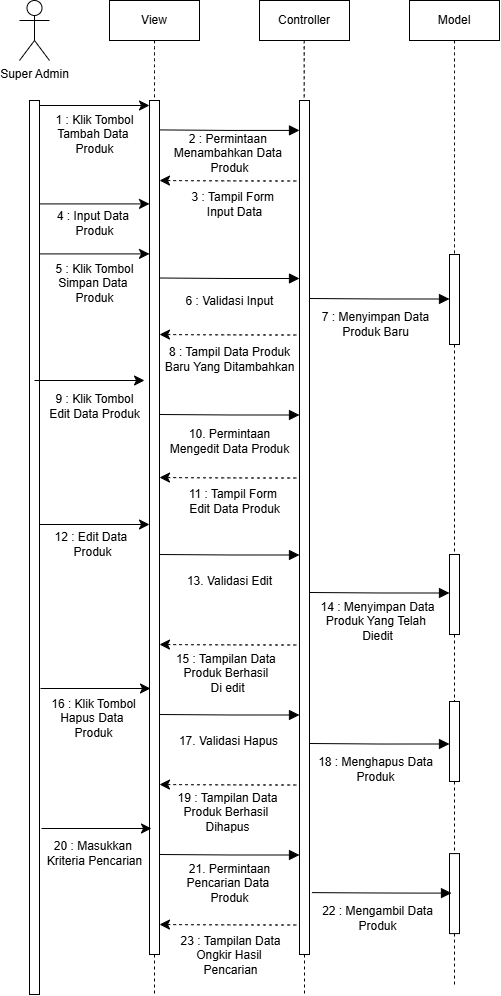 View
Controller
Model
Super Admin
1 : Klik Tombol
Tambah Data
Produk
2 : Permintaan
Menambahkan Data
Produk
3 : Tampil Form
Input Data
4 : Input Data
Produk
5 : Klik Tombol
Simpan Data
Produk
6 : Validasi Input
7 : Menyimpan Data
Produk Baru
8 : Tampil Data Produk
Baru Yang Ditambahkan
9 : Klik Tombol
Edit Data Produk
10. Permintaan
Mengedit Data Produk
11 : Tampil Form
Edit Data Produk
12 : Edit Data
Produk
13. Validasi Edit
14 : Menyimpan Data
Produk Yang Telah
Diedit
15 : Tampilan Data
Produk Berhasil
Di edit
16 : Klik Tombol
Hapus Data
Produk
17. Validasi Hapus
18 : Menghapus Data
Produk
19 : Tampilan Data
Produk Berhasil
Dihapus
20 : Masukkan
Kriteria Pencarian
21. Permintaan
Pencarian Data
Produk
22 : Mengambil Data
Produk
23 : Tampilan Data
Ongkir Hasil
Pencarian